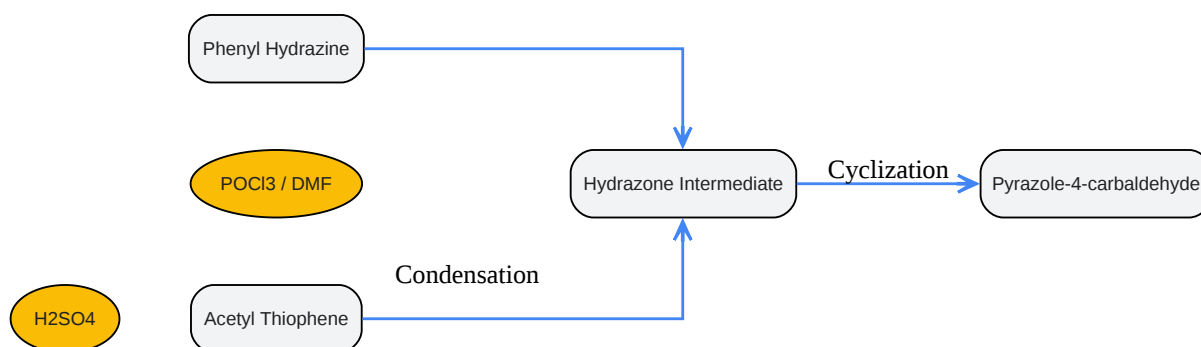 Phenyl Hydrazine
POCl3 / DMF
Hydrazone Intermediate
Cyclization
Pyrazole-4-carbaldehyde
Condensation
H2SO4
Acetyl Thiophene